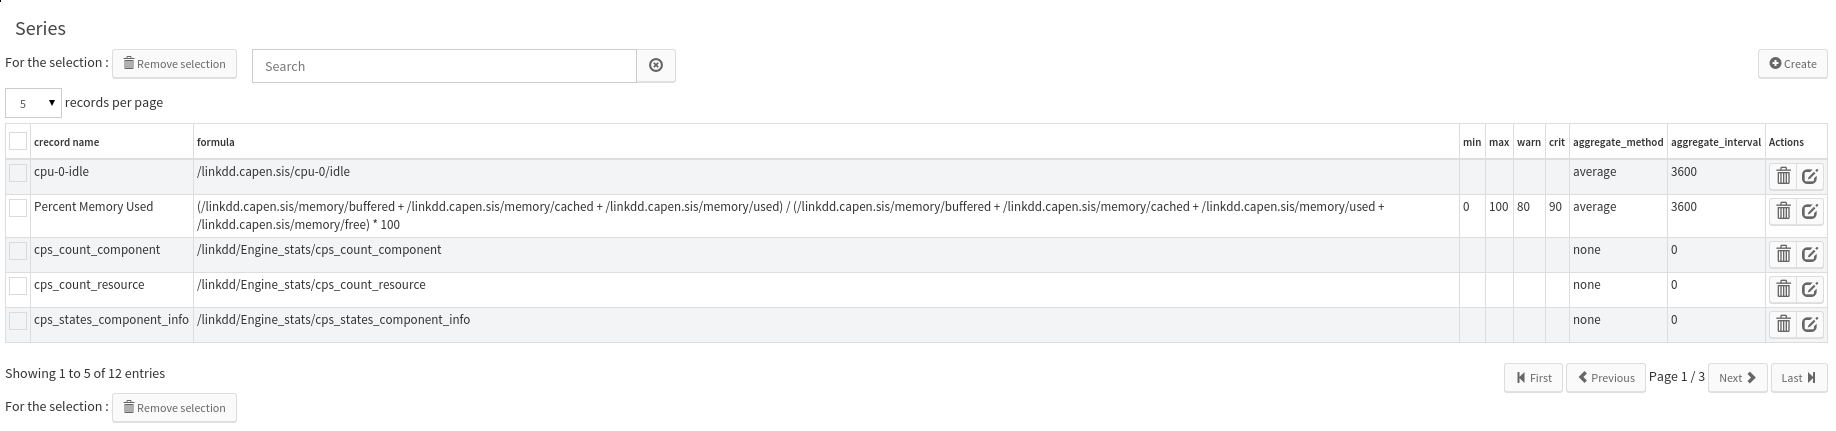 Series
For the selection : Remove selection Search Create
5 records per page
crecord name formula min max warn crit aggregate_method aggregate_interval Actions
cpu-0-idle /linkdd.capen.sis/cpu-0/idle average 3600
Percent Memory Used (/linkdd.capen.sis/memory/buffered + /linkdd.capen.sis/memory/cached + /linkdd.capen.sis/memory/used) / (/linkdd.capen.sis/memory/buffered + /linkdd.capen.sis/memory/cached + /linkdd.capen.sis/memory/used + 0 100 80 90 average 3600
/linkdd.capen.sis/memory/free) * 100
cps_count_component /linkdd/Engine_stats/cps_count_component none 0
cps_count_resource /linkdd/Engine_stats/cps_count_resource none 0
cps_states_component_info /linkdd/Engine_stats/cps_states_component_info none 0
Showing 1 to 5 of 12 entries First Previous Page 1 / 3 Next Last
For the selection : Remove selection